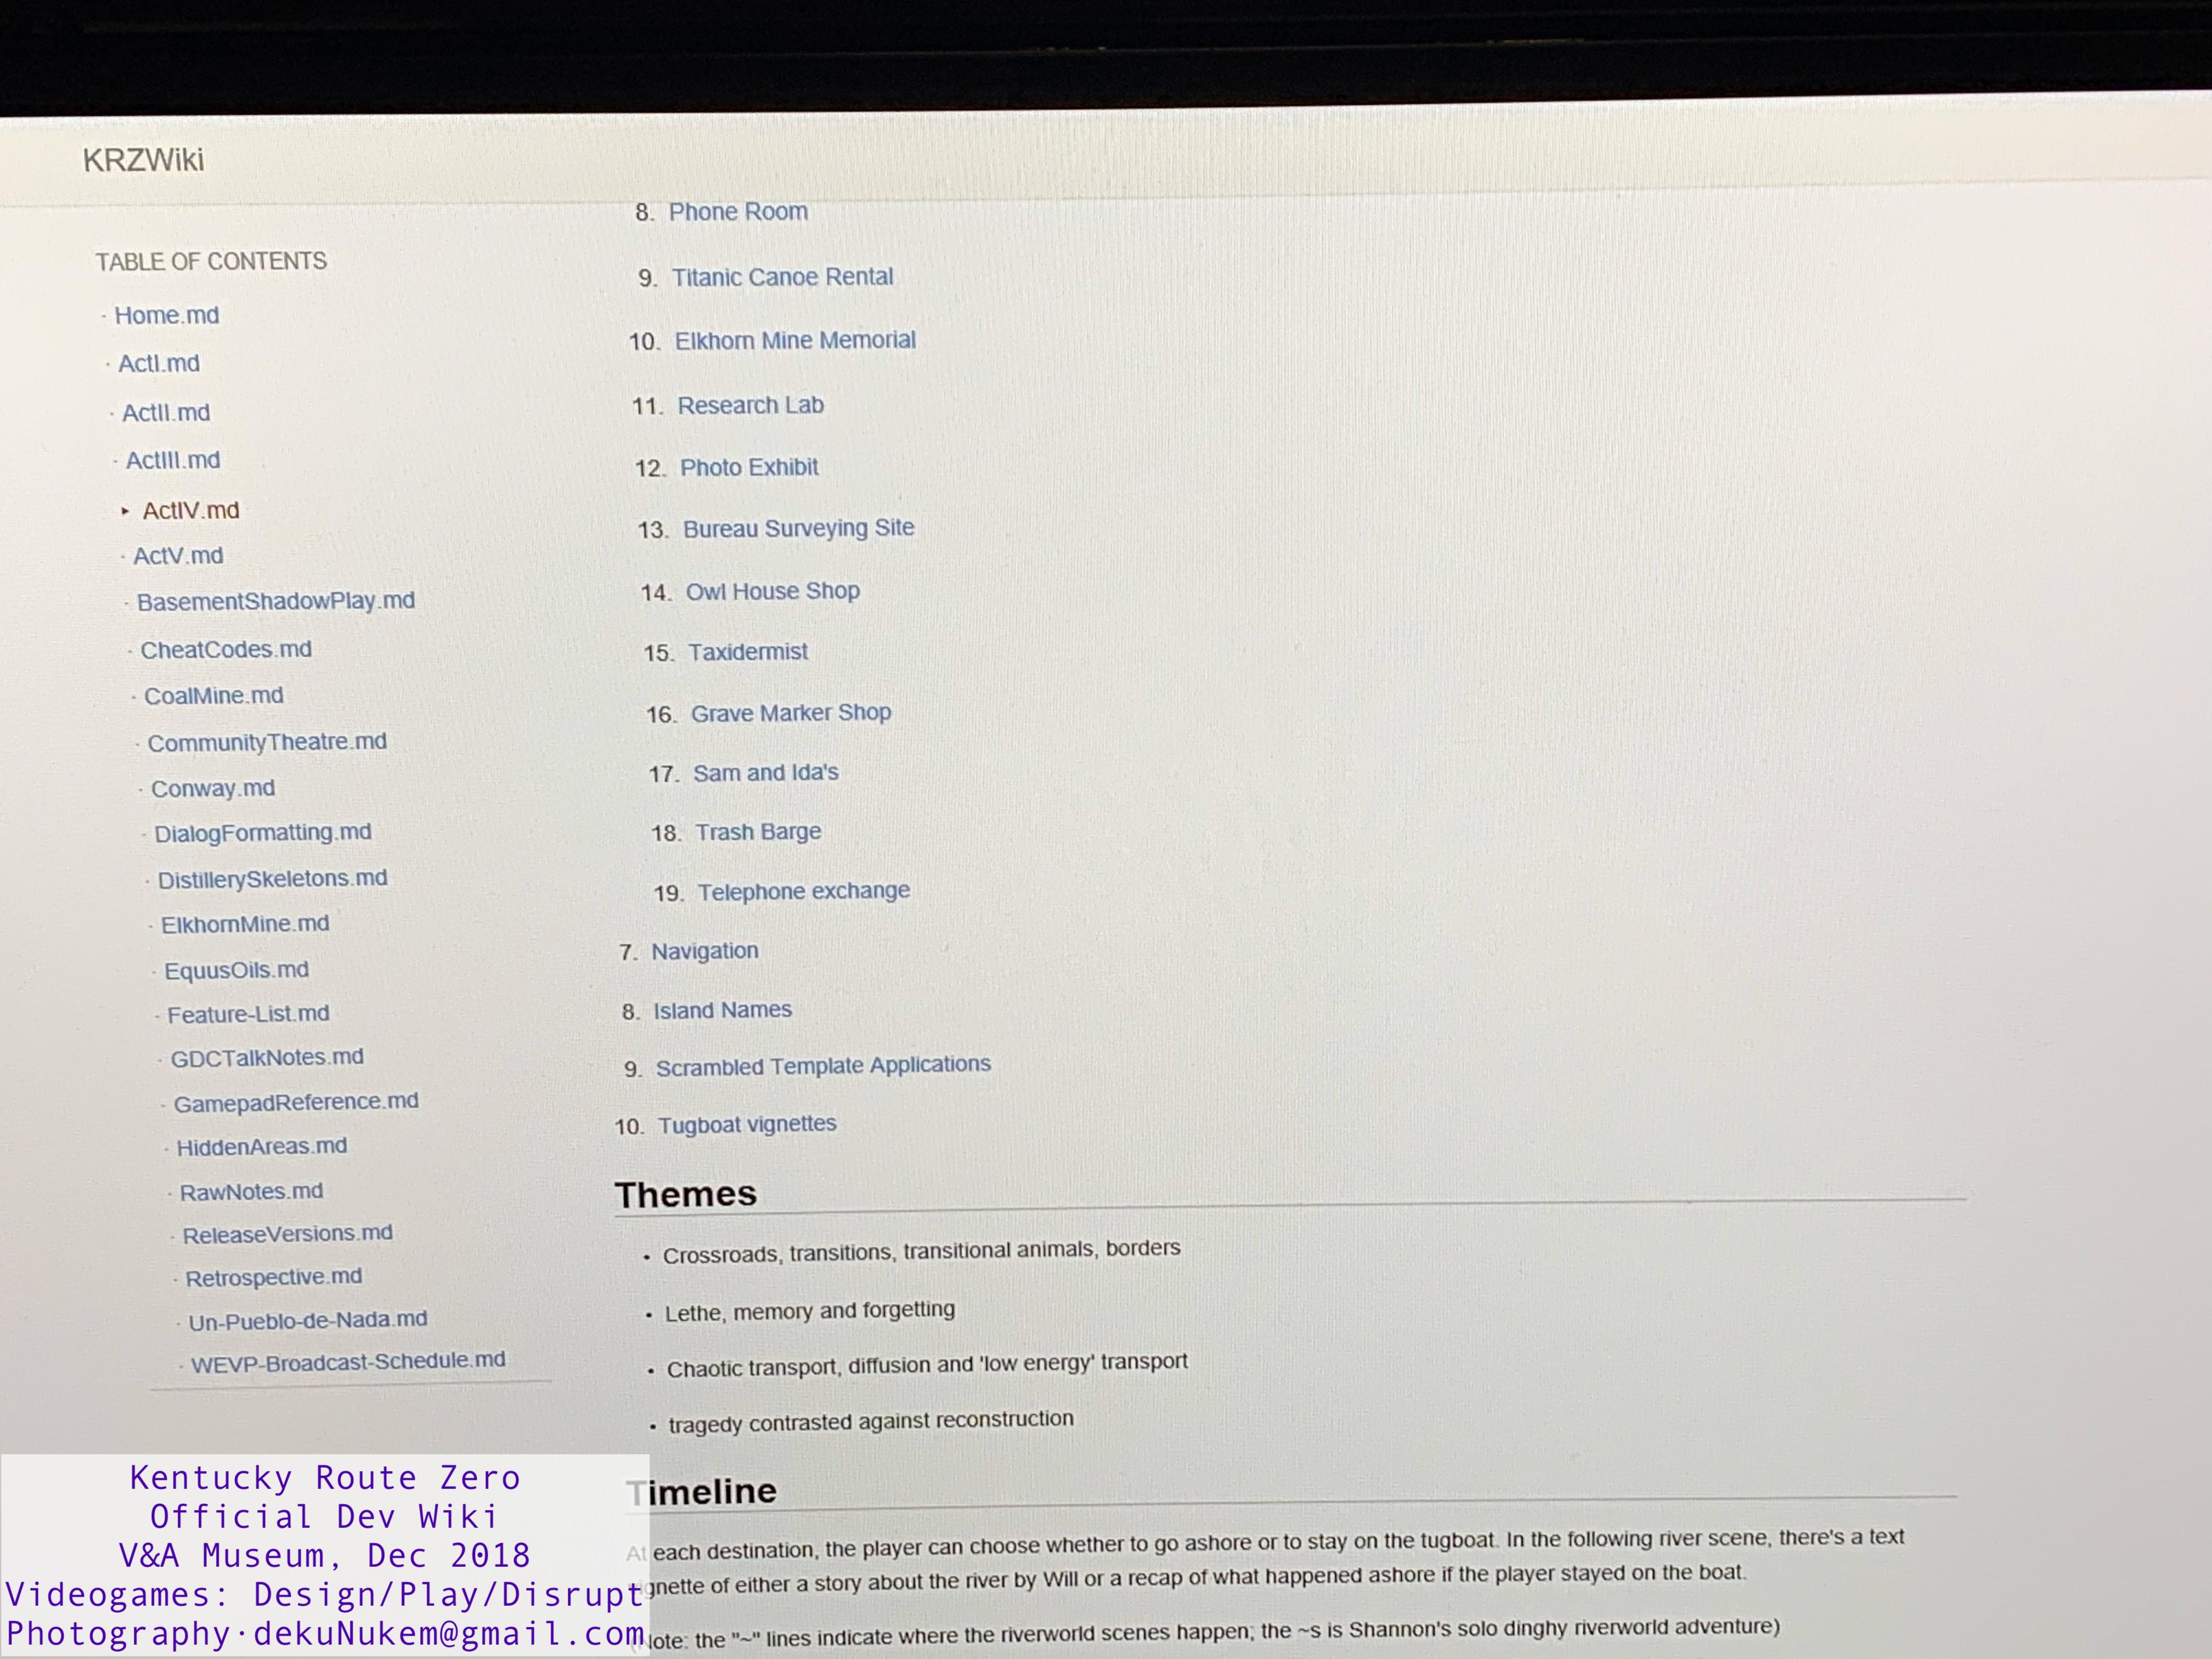 KRZWiki
TABLE OF CONTENTS
· Home.md
· ActI.md
· ActII.md
· ActIII.md
▸ ActIV.md
· ActV.md
· BasementShadowPlay.md
· CheatCodes.md
· CoalMine.md
· CommunityTheatre.md
· Conway.md
· DialogFormatting.md
· DistillerySkeletons.md
· ElkhornMine.md
· EquusOils.md
· Feature-List.md
· GDCTalkNotes.md
· GamepadReference.md
· HiddenAreas.md
· RawNotes.md
· ReleaseVersions.md
· Retrospective.md
· Un-Pueblo-de-Nada.md
· WEVP-Broadcast-Schedule.md
8. Phone Room
9. Titanic Canoe Rental
10. Elkhorn Mine Memorial
11. Research Lab
12. Photo Exhibit
13. Bureau Surveying Site
14. Owl House Shop
15. Taxidermist
16. Grave Marker Shop
17. Sam and Ida's
18. Trash Barge
19. Telephone exchange
7. Navigation
8. Island Names
9. Scrambled Template Applications
10. Tugboat vignettes
Themes
• Crossroads, transitions, transitional animals, borders
• Lethe, memory and forgetting
• Chaotic transport, diffusion and 'low energy' transport
• tragedy contrasted against reconstruction
Timeline
At each destination, the player can choose whether to go ashore or to stay on the tugboat. In the following river scene, there's a text
gnette of either a story about the river by Will or a recap of what happened ashore if the player stayed on the boat.
ote: the "~" lines indicate where the riverworld scenes happen; the ~s is Shannon's solo dinghy riverworld adventure)
Kentucky Route Zero
Official Dev Wiki
V&A Museum, Dec 2018
Videogames: Design/Play/Disrupt
Photography·dekuNukem@gmail.com